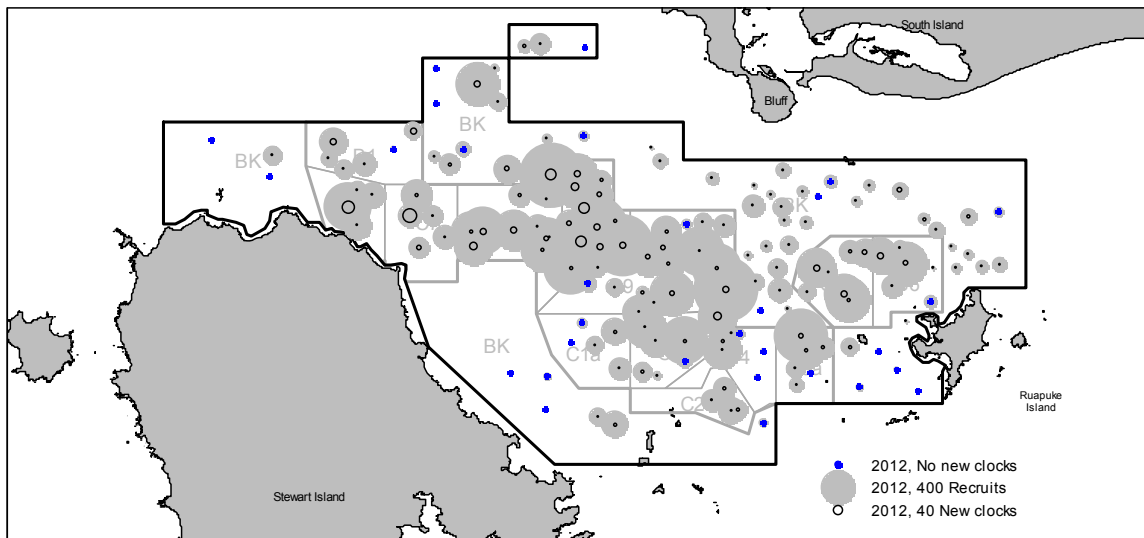 South Island
Bluff
BK
BK
BK
BK
C1a
C2
Ruapuke
Island
Stewart Island
2012, No new clocks
2012, 400 Recruits
2012, 40 New clocks